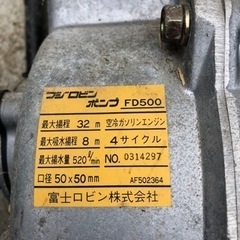 フジロビン
ポンプ FD500
最大揚程 32 m 空冷ガソリンエンジン
最大吸水揚程 8 m 4サイクル
最大揚水量 520 ℓ/min NO. 0314297
口径 50×50mm AF502364
富士ロビン株式会社